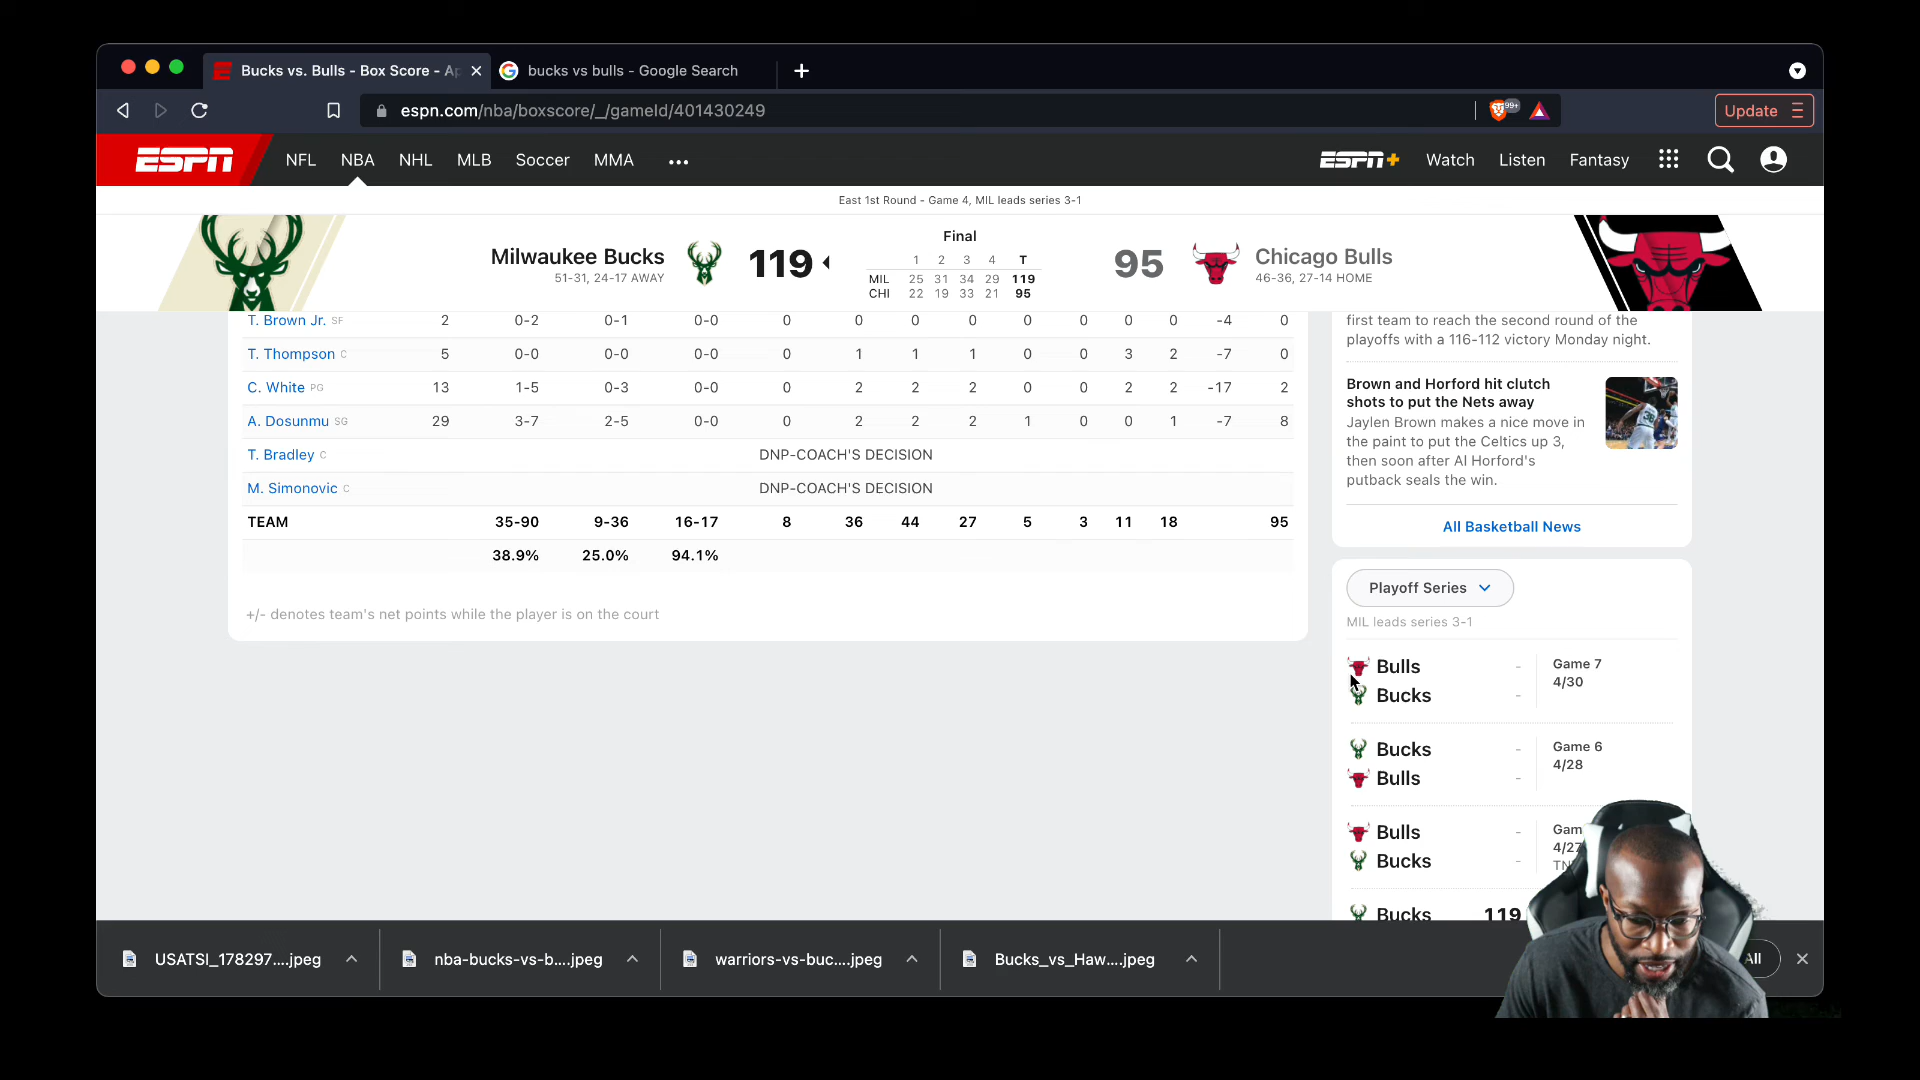 Bucks vs. Bulls - Box Score - Ap
bucks vs bulls - Google Search
espn.com/nba/boxscore/_/gameId/401430249
99+
Update
ESPN
NFL
NBA
NHL
MLB
Soccer
MMA
ESPN+
Watch
Listen
Fantasy
East 1st Round - Game 4, MIL leads series 3-1
Milwaukee Bucks
51-31, 24-17 AWAY
119
Final
1 2 3 4 T
MIL 25 31 34 29 119
CHI 22 19 33 21 95
95
Chicago Bulls
46-36, 27-14 HOME
T. Brown Jr. SF 2 0-2 0-1 0-0 0 0 0 0 0 0 0 0 -4 0
T. Thompson C 5 0-0 0-0 0-0 0 1 1 1 0 0 3 2 -7 0
C. White PG 13 1-5 0-3 0-0 0 2 2 2 0 0 2 2 -17 2
A. Dosunmu SG 29 3-7 2-5 0-0 0 2 2 2 1 0 0 1 -7 8
T. Bradley C DNP-COACH'S DECISION
M. Simonovic C DNP-COACH'S DECISION
TEAM 35-90 9-36 16-17 8 36 44 27 5 3 11 18 95
38.9% 25.0% 94.1%
+/- denotes team's net points while the player is on the court
first team to reach the second round of the
playoffs with a 116-112 victory Monday night.
Brown and Horford hit clutch
shots to put the Nets away
Jaylen Brown makes a nice move in
the paint to put the Celtics up 3,
then soon after Al Horford's
putback seals the win.
All Basketball News
Playoff Series
MIL leads series 3-1
Bulls - Game 7
Bucks - 4/30
Bucks - Game 6
Bulls - 4/28
Bulls - Gam
Bucks - 4/27
TN
Bucks 119
USATSI_178297....jpeg
nba-bucks-vs-b....jpeg
warriors-vs-buc....jpeg
Bucks_vs_Haw....jpeg
All